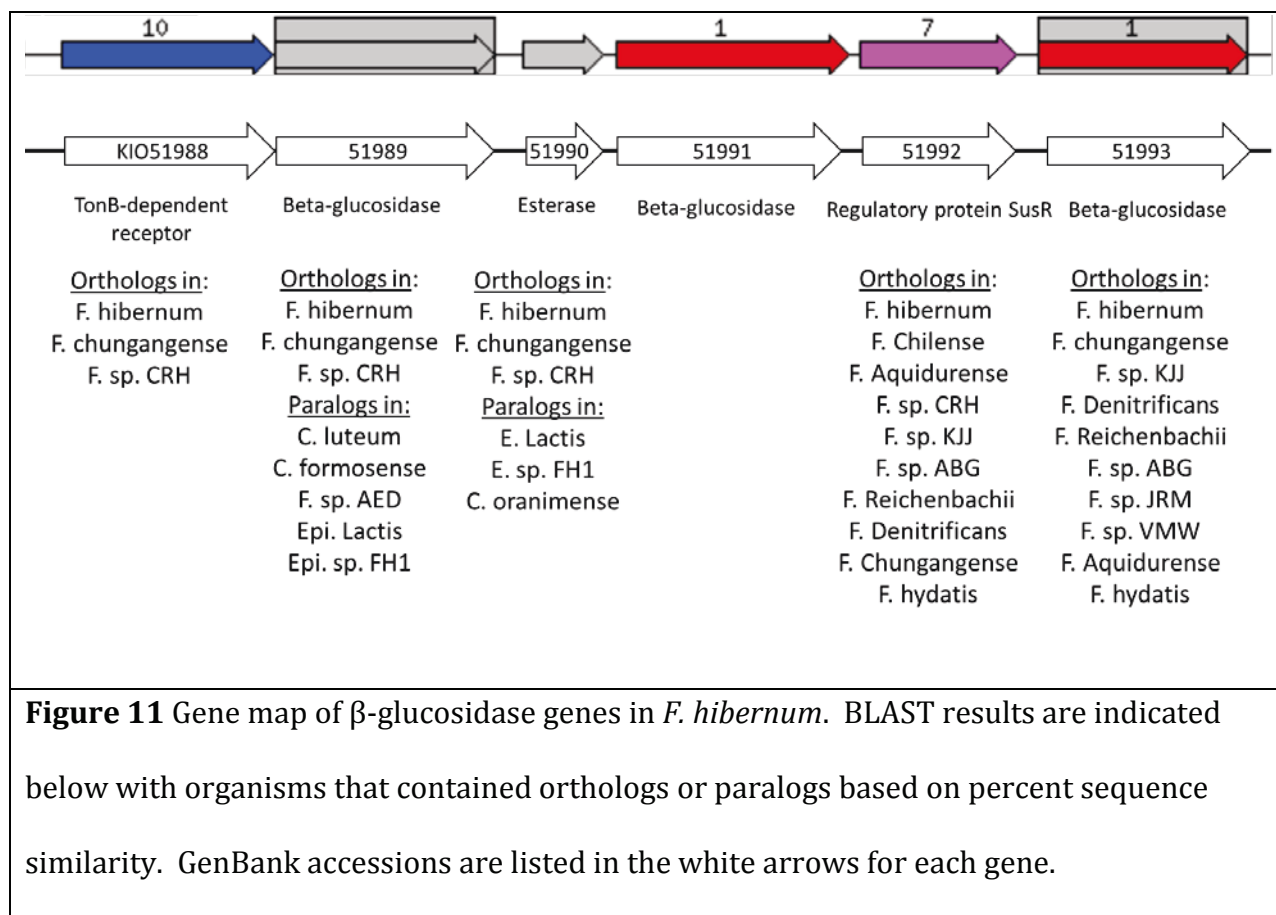 10
1
7
1
KIO51988
51989
51990
51991
51992
51993
TonB-dependent
receptor
Beta-glucosidase
Esterase
Beta-glucosidase
Regulatory protein SusR
Beta-glucosidase
Orthologs in:
F. hibernum
F. chungangense
F. sp. CRH
Orthologs in:
F. hibernum
F. chungangense
F. sp. CRH
Paralogs in:
C. luteum
C. formosense
F. sp. AED
Epi. Lactis
Epi. sp. FH1
Orthologs in:
F. hibernum
F. chungangense
F. sp. CRH
Paralogs in:
E. Lactis
E. sp. FH1
C. oranimense
Orthologs in:
F. hibernum
F. Chilense
F. Aquidurense
F. sp. CRH
F. sp. KJJ
F. sp. ABG
F. Reichenbachii
F. Denitrificans
F. Chungangense
F. hydatis
Orthologs in:
F. hibernum
F. chungangense
F. sp. KJJ
F. Denitrificans
F. Reichenbachii
F. sp. ABG
F. sp. JRM
F. sp. VMW
F. Aquidurense
F. hydatis
Figure 11 Gene map of β-glucosidase genes in F. hibernum. BLAST results are indicated
below with organisms that contained orthologs or paralogs based on percent sequence
similarity. GenBank accessions are listed in the white arrows for each gene.